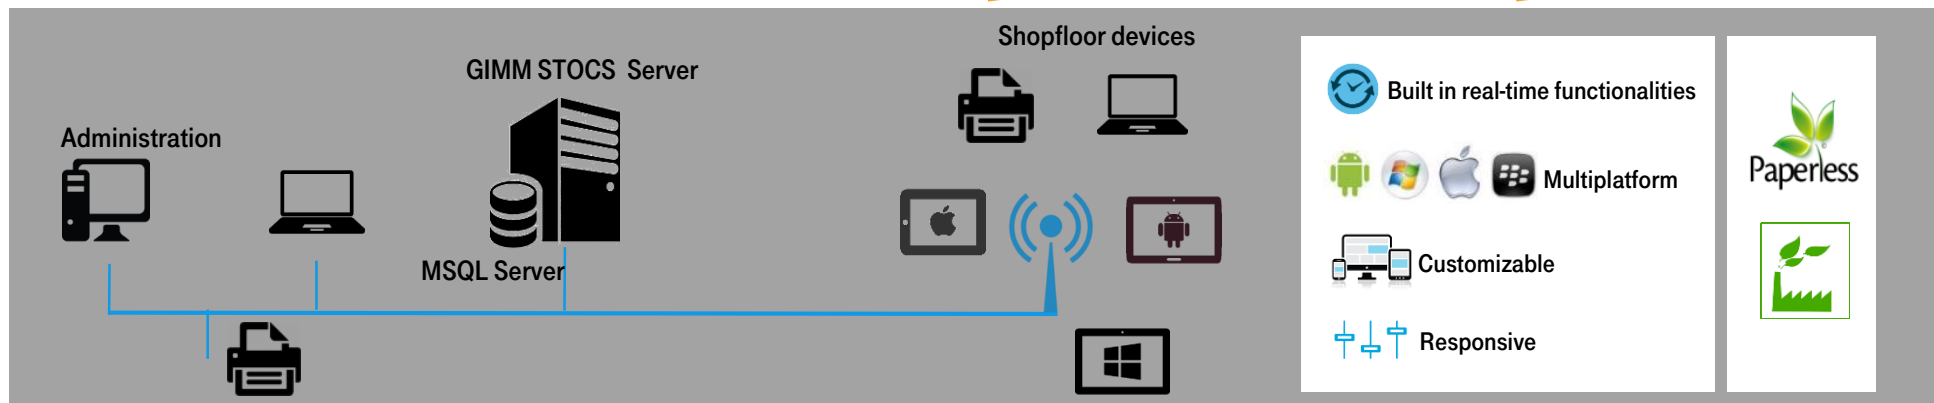 Shopfloor devices
GIMM STOCS Server
Administration
MSQL Server
Built in real-time functionalities
Multiplatform
Customizable
Responsive
Paperless